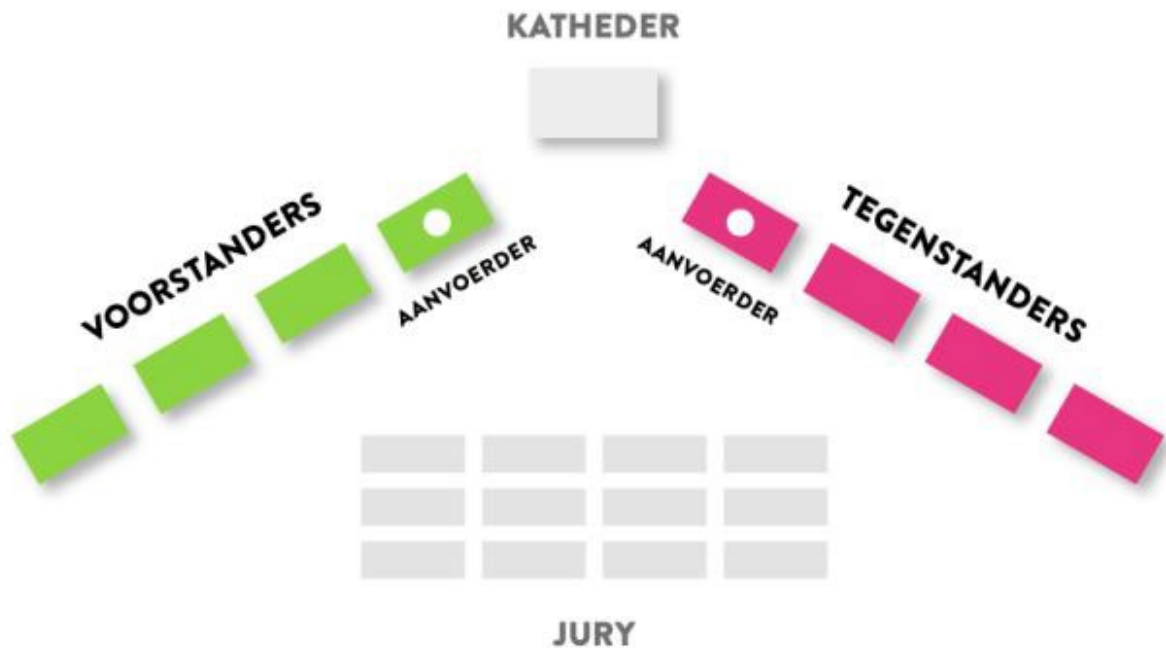 KATHEDER
VOORSTANDERS
AANVOERDER
AANVOERDER
TEGENSTANDERS
JURY